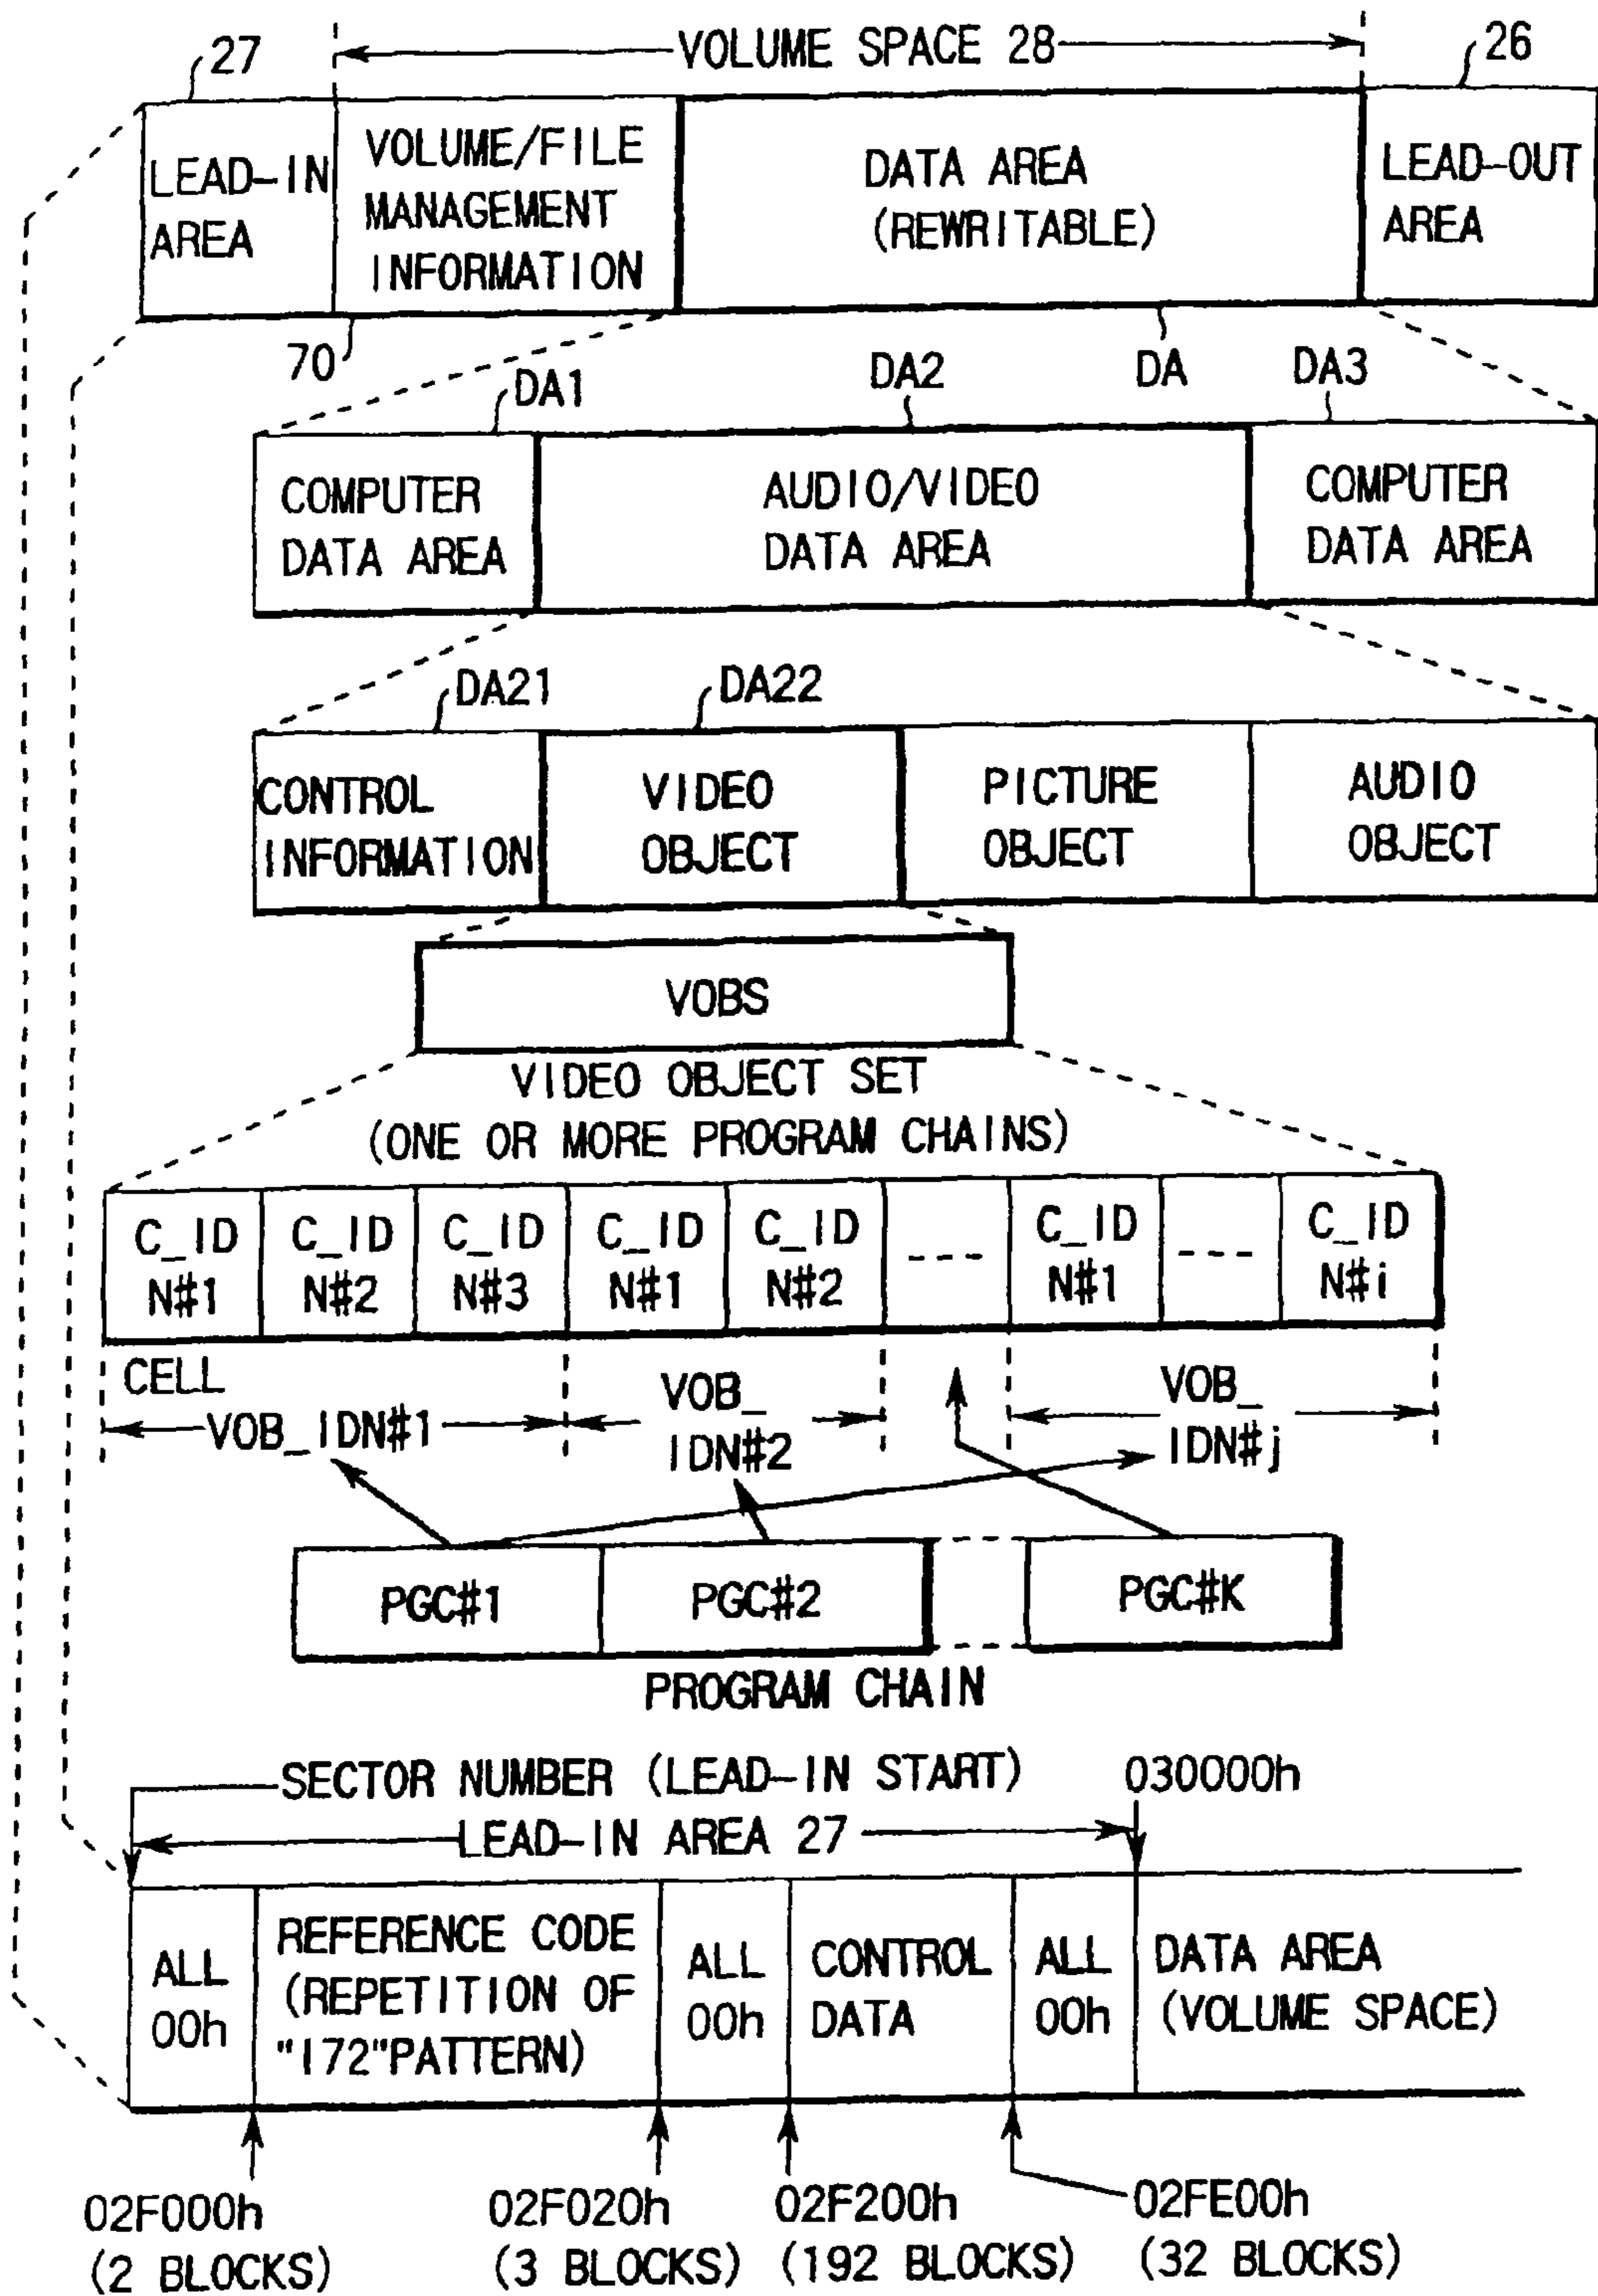 27
VOLUME SPACE 28
26
LEAD-IN
AREA
VOLUME/FILE
MANAGEMENT
INFORMATION
DATA AREA
(REWRITABLE)
LEAD-OUT
AREA
70
DA1
DA2
DA
DA3
COMPUTER
DATA AREA
AUDIO/VIDEO
DATA AREA
COMPUTER
DATA AREA
DA21
DA22
CONTROL
INFORMATION
VIDEO
OBJECT
PICTURE
OBJECT
AUDIO
OBJECT
VOBS
VIDEO OBJECT SET
(ONE OR MORE PROGRAM CHAINS)
C_ID
N#1
C_ID
N#2
C_ID
N#3
C_ID
N#1
C_ID
N#2
----
C_ID
N#1
----
C_ID
N#i
CELL
VOB_IDN#1
VOB_
IDN#2
VOB_
IDN#j
PGC#1
PGC#2
PGC#K
PROGRAM CHAIN
SECTOR NUMBER (LEAD-IN START)
030000h
LEAD-IN AREA 27
ALL
00h
REFERENCE CODE
(REPETITION OF
"172"PATTERN)
ALL
00h
CONTROL
DATA
ALL
00h
DATA AREA
(VOLUME SPACE)
02F000h
(2 BLOCKS)
02F020h
(3 BLOCKS)
02F200h
(192 BLOCKS)
02FE00h
(32 BLOCKS)